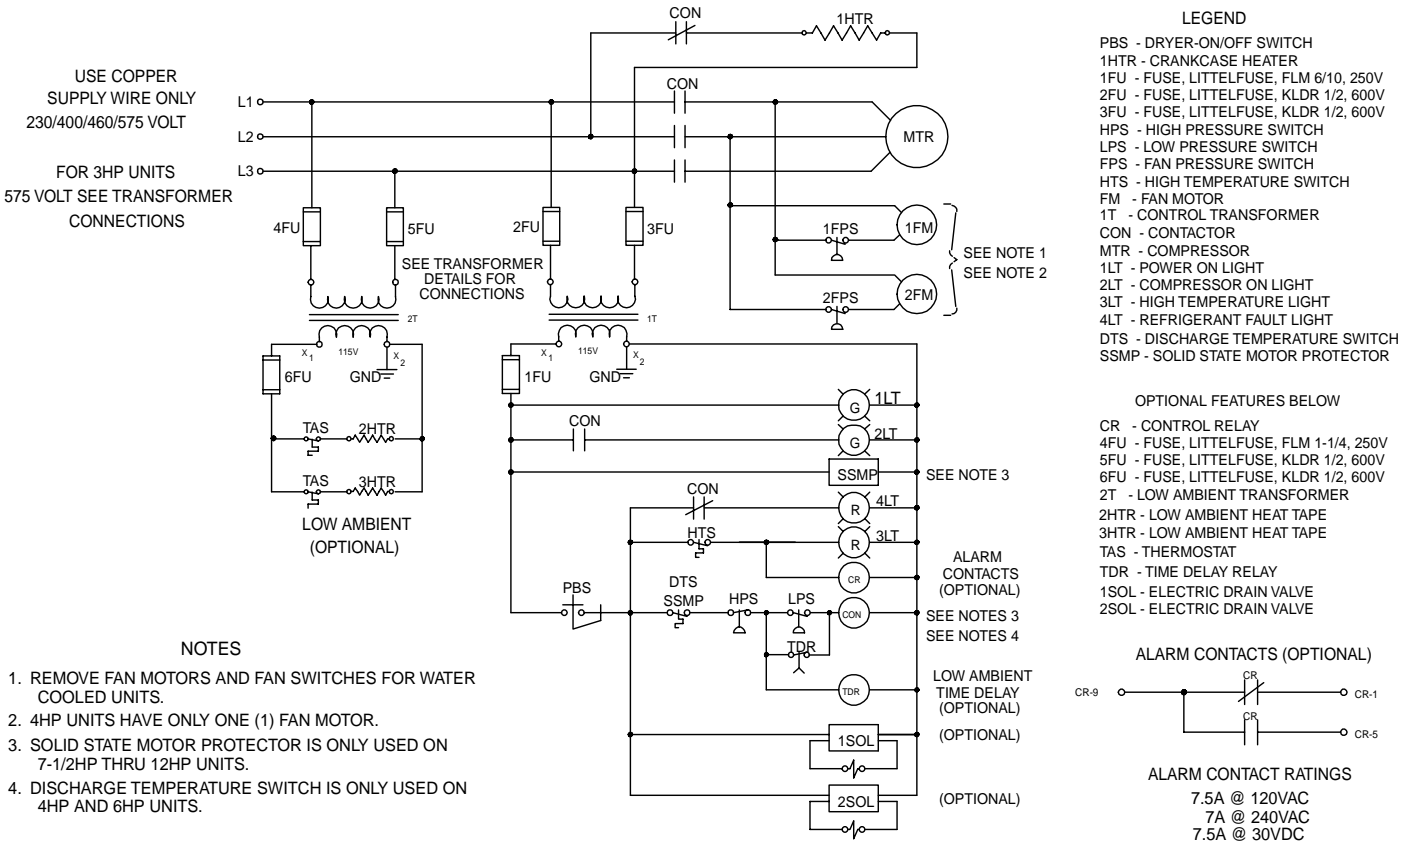 CON
1HTR
USE COPPER
SUPPLY WIRE ONLY
230/400/460/575 VOLT
L1
L2
L3
CON
MTR
FOR 3HP UNITS
575 VOLT SEE TRANSFORMER
CONNECTIONS
4FU
5FU
2FU
3FU
SEE TRANSFORMER
DETAILS FOR
CONNECTIONS
1FPS
1FM
2FPS
2FM
SEE NOTE 1
SEE NOTE 2
2T
X1
115V
X2
6FU
GND
TAS
2HTR
TAS
3HTR
LOW AMBIENT
(OPTIONAL)
1T
X1
115V
X2
1FU
GND
G
1LT
CON
G
2LT
SSMP
SEE NOTE 3
CON
R
4LT
HTS
R
3LT
CR
ALARM
CONTACTS
(OPTIONAL)
PBS
DTS
SSMP
HPS
LPS
CON
SEE NOTES 3
SEE NOTES 4
TDR
TDR
LOW AMBIENT
TIME DELAY
(OPTIONAL)
1SOL
(OPTIONAL)
2SOL
(OPTIONAL)
NOTES
1. REMOVE FAN MOTORS AND FAN SWITCHES FOR WATER
COOLED UNITS.
2. 4HP UNITS HAVE ONLY ONE (1) FAN MOTOR.
3. SOLID STATE MOTOR PROTECTOR IS ONLY USED ON
7-1/2HP THRU 12HP UNITS.
4. DISCHARGE TEMPERATURE SWITCH IS ONLY USED ON
4HP AND 6HP UNITS.
LEGEND
PBS - DRYER-ON/OFF SWITCH
1HTR - CRANKCASE HEATER
1FU - FUSE, LITTELFUSE, FLM 6/10, 250V
2FU - FUSE, LITTELFUSE, KLDR 1/2, 600V
3FU - FUSE, LITTELFUSE, KLDR 1/2, 600V
HPS - HIGH PRESSURE SWITCH
LPS - LOW PRESSURE SWITCH
FPS - FAN PRESSURE SWITCH
HTS - HIGH TEMPERATURE SWITCH
FM - FAN MOTOR
1T - CONTROL TRANSFORMER
CON - CONTACTOR
MTR - COMPRESSOR
1LT - POWER ON LIGHT
2LT - COMPRESSOR ON LIGHT
3LT - HIGH TEMPERATURE LIGHT
4LT - REFRIGERANT FAULT LIGHT
DTS - DISCHARGE TEMPERATURE SWITCH
SSMP - SOLID STATE MOTOR PROTECTOR
OPTIONAL FEATURES BELOW
CR - CONTROL RELAY
4FU - FUSE, LITTELFUSE, FLM 1-1/4, 250V
5FU - FUSE, LITTELFUSE, KLDR 1/2, 600V
6FU - FUSE, LITTELFUSE, KLDR 1/2, 600V
2T - LOW AMBIENT TRANSFORMER
2HTR - LOW AMBIENT HEAT TAPE
3HTR - LOW AMBIENT HEAT TAPE
TAS - THERMOSTAT
TDR - TIME DELAY RELAY
1SOL - ELECTRIC DRAIN VALVE
2SOL - ELECTRIC DRAIN VALVE
ALARM CONTACTS (OPTIONAL)
CR-9
CR
CR-1
CR
CR-5
ALARM CONTACT RATINGS
7.5A @ 120VAC
7A @ 240VAC
7.5A @ 30VDC